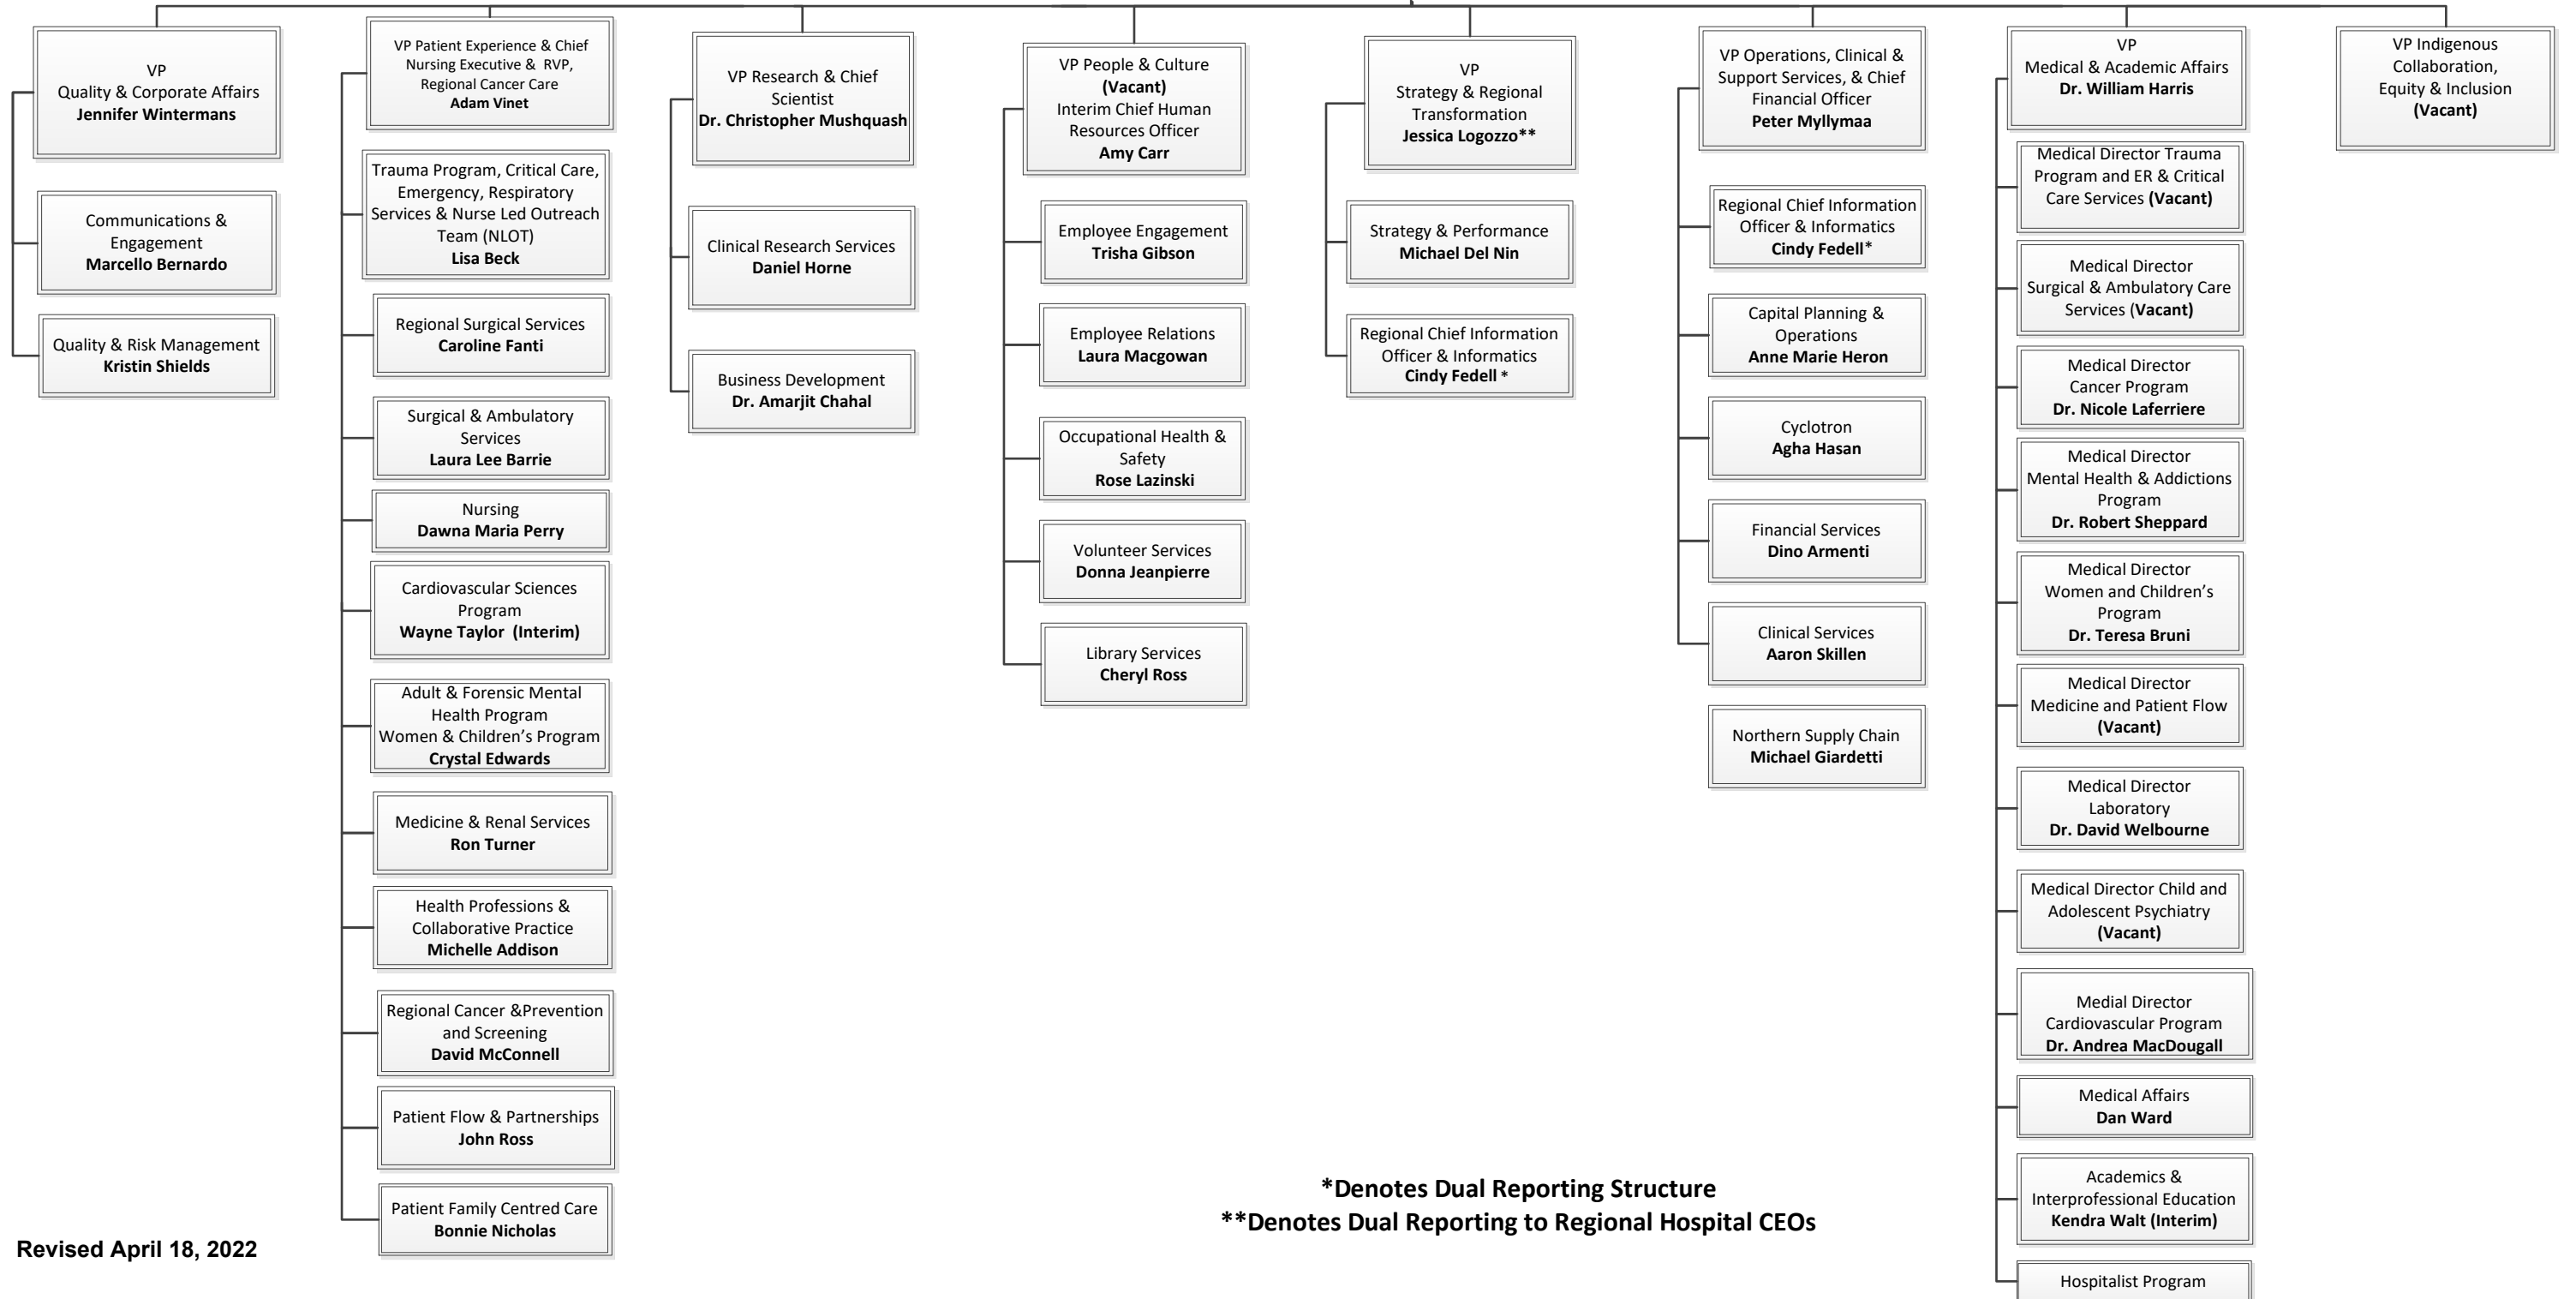 VP
Quality & Corporate Affairs
Jennifer Wintermans
Communications &
Engagement
Marcello Bernardo
Quality & Risk Management
Kristin Shields
VP Patient Experience & Chief
Nursing Executive & RVP,
Regional Cancer Care
Adam Vinet
Trauma Program, Critical Care,
Emergency, Respiratory
Services & Nurse Led Outreach
Team (NLOT)
Lisa Beck
Regional Surgical Services
Caroline Fanti
Surgical & Ambulatory
Services
Laura Lee Barrie
Nursing
Dawna Maria Perry
Cardiovascular Sciences
Program
Wayne Taylor (Interim)
Adult & Forensic Mental
Health Program
Women & Children’s Program
Crystal Edwards
Medicine & Renal Services
Ron Turner
Health Professions &
Collaborative Practice
Michelle Addison
Regional Cancer &Prevention
and Screening
David McConnell
Patient Flow & Partnerships
John Ross
Patient Family Centred Care
Bonnie Nicholas
VP Research & Chief
Scientist
Dr. Christopher Mushquash
Clinical Research Services
Daniel Horne
Business Development
Dr. Amarjit Chahal
VP People & Culture
(Vacant)
Interim Chief Human
Resources Officer
Amy Carr
Employee Engagement
Trisha Gibson
Employee Relations
Laura Macgowan
Occupational Health &
Safety
Rose Lazinski
Volunteer Services
Donna Jeanpierre
Library Services
Cheryl Ross
VP
Strategy & Regional
Transformation
Jessica Logozzo**
Strategy & Performance
Michael Del Nin
Regional Chief Information
Officer & Informatics
Cindy Fedell *
VP Operations, Clinical &
Support Services, & Chief
Financial Officer
Peter Myllymaa
Regional Chief Information
Officer & Informatics
Cindy Fedell*
Capital Planning &
Operations
Anne Marie Heron
Cyclotron
Agha Hasan
Financial Services
Dino Armenti
Clinical Services
Aaron Skillen
Northern Supply Chain
Michael Giardetti
VP
Medical & Academic Affairs
Dr. William Harris
Medical Director Trauma
Program and ER & Critical
Care Services (Vacant)
Medical Director
Surgical & Ambulatory Care
Services (Vacant)
Medical Director
Cancer Program
Dr. Nicole Laferriere
Medical Director
Mental Health & Addictions
Program
Dr. Robert Sheppard
Medical Director
Women and Children’s
Program
Dr. Teresa Bruni
Medical Director
Medicine and Patient Flow
(Vacant)
Medical Director
Laboratory
Dr. David Welbourne
Medical Director Child and
Adolescent Psychiatry
(Vacant)
Medial Director
Cardiovascular Program
Dr. Andrea MacDougall
Medical Affairs
Dan Ward
Academics &
Interprofessional Education
Kendra Walt (Interim)
Hospitalist Program
VP Indigenous
Collaboration,
Equity & Inclusion
(Vacant)
*Denotes Dual Reporting Structure
**Denotes Dual Reporting to Regional Hospital CEOs
Revised April 18, 2022